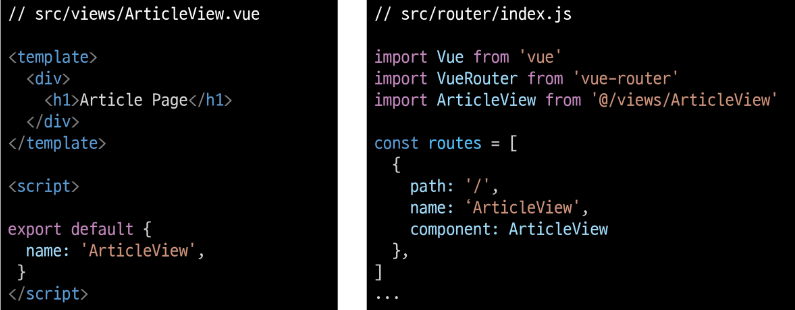 // src/views/ArticleView.vue
<template>
  <div>
    <h1>Article Page</h1>
  </div>
</template>
<script>
export default {
  name: 'ArticleView',
 }
</script>
// src/router/index.js
import Vue from 'vue'
import VueRouter from 'vue-router'
import ArticleView from '@/views/ArticleView'
const routes = [
  {
    path: '/',
    name: ‘ArticleView',
    component: ArticleView
  },
]
...